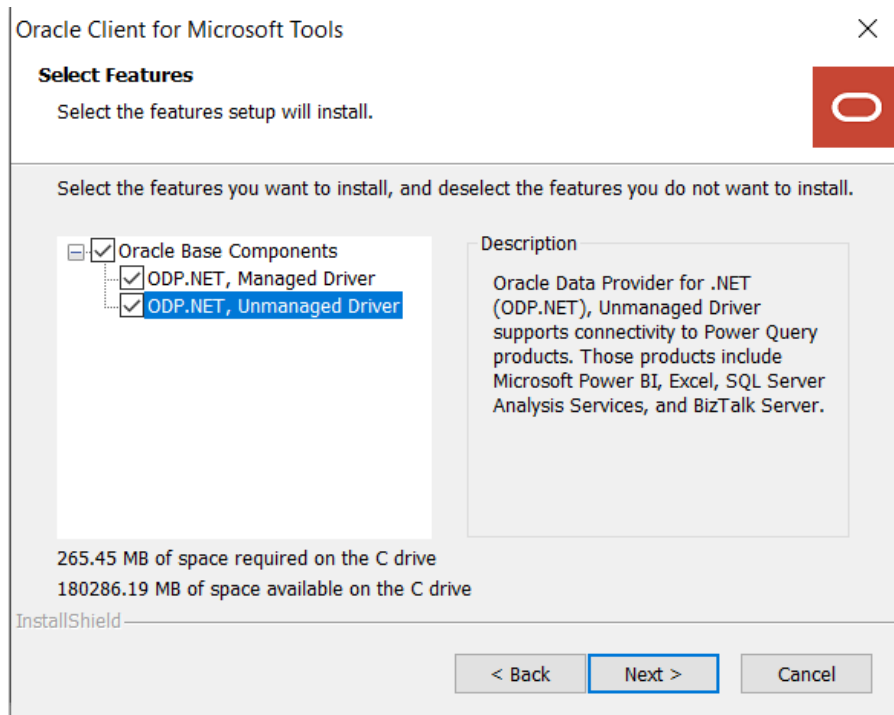 Oracle Client for Microsoft Tools
Select Features
Select the features setup will install.
Select the features you want to install, and deselect the features you do not want to install.
Oracle Base Components
ODP.NET, Managed Driver
ODP.NET, Unmanaged Driver
Description
Oracle Data Provider for .NET
(ODP.NET), Unmanaged Driver
supports connectivity to Power Query
products. Those products include
Microsoft Power BI, Excel, SQL Server
Analysis Services, and BizTalk Server.
265.45 MB of space required on the C drive
180286.19 MB of space available on the C drive
InstallShield
< Back
Next >
Cancel